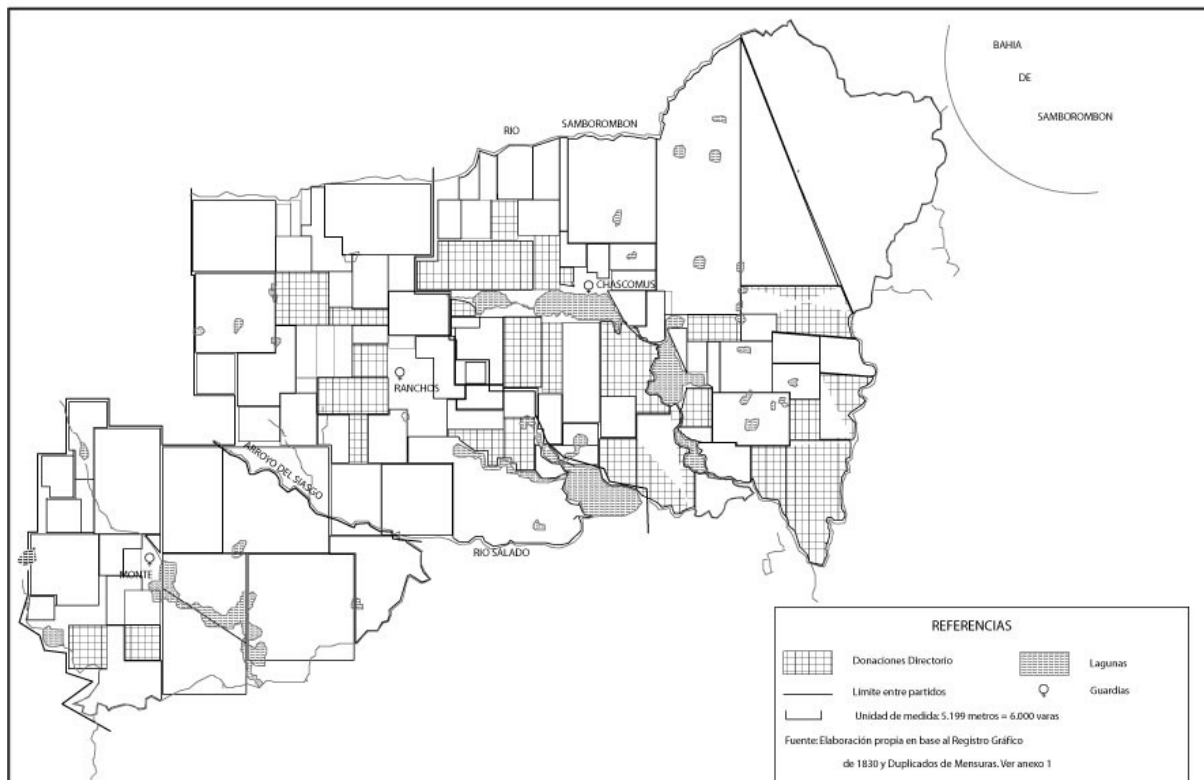 BAHIA
DE
SAMBOROMBON
RIO SAMBOROMBON
CHASCOMUS
RANCHOS
ARROYO DEL SIASGO
RIO SALADO
MONTE
REFERENCIAS
Donaciones Directorio
Lagunas
Límite entre partidos
Guardias
Unidad de medida: 5.199 metros = 6.000 varas
Fuente: Elaboración propia en base al Registro Gráfico
de 1830 y Duplicados de Mensuras. Ver anexo 1